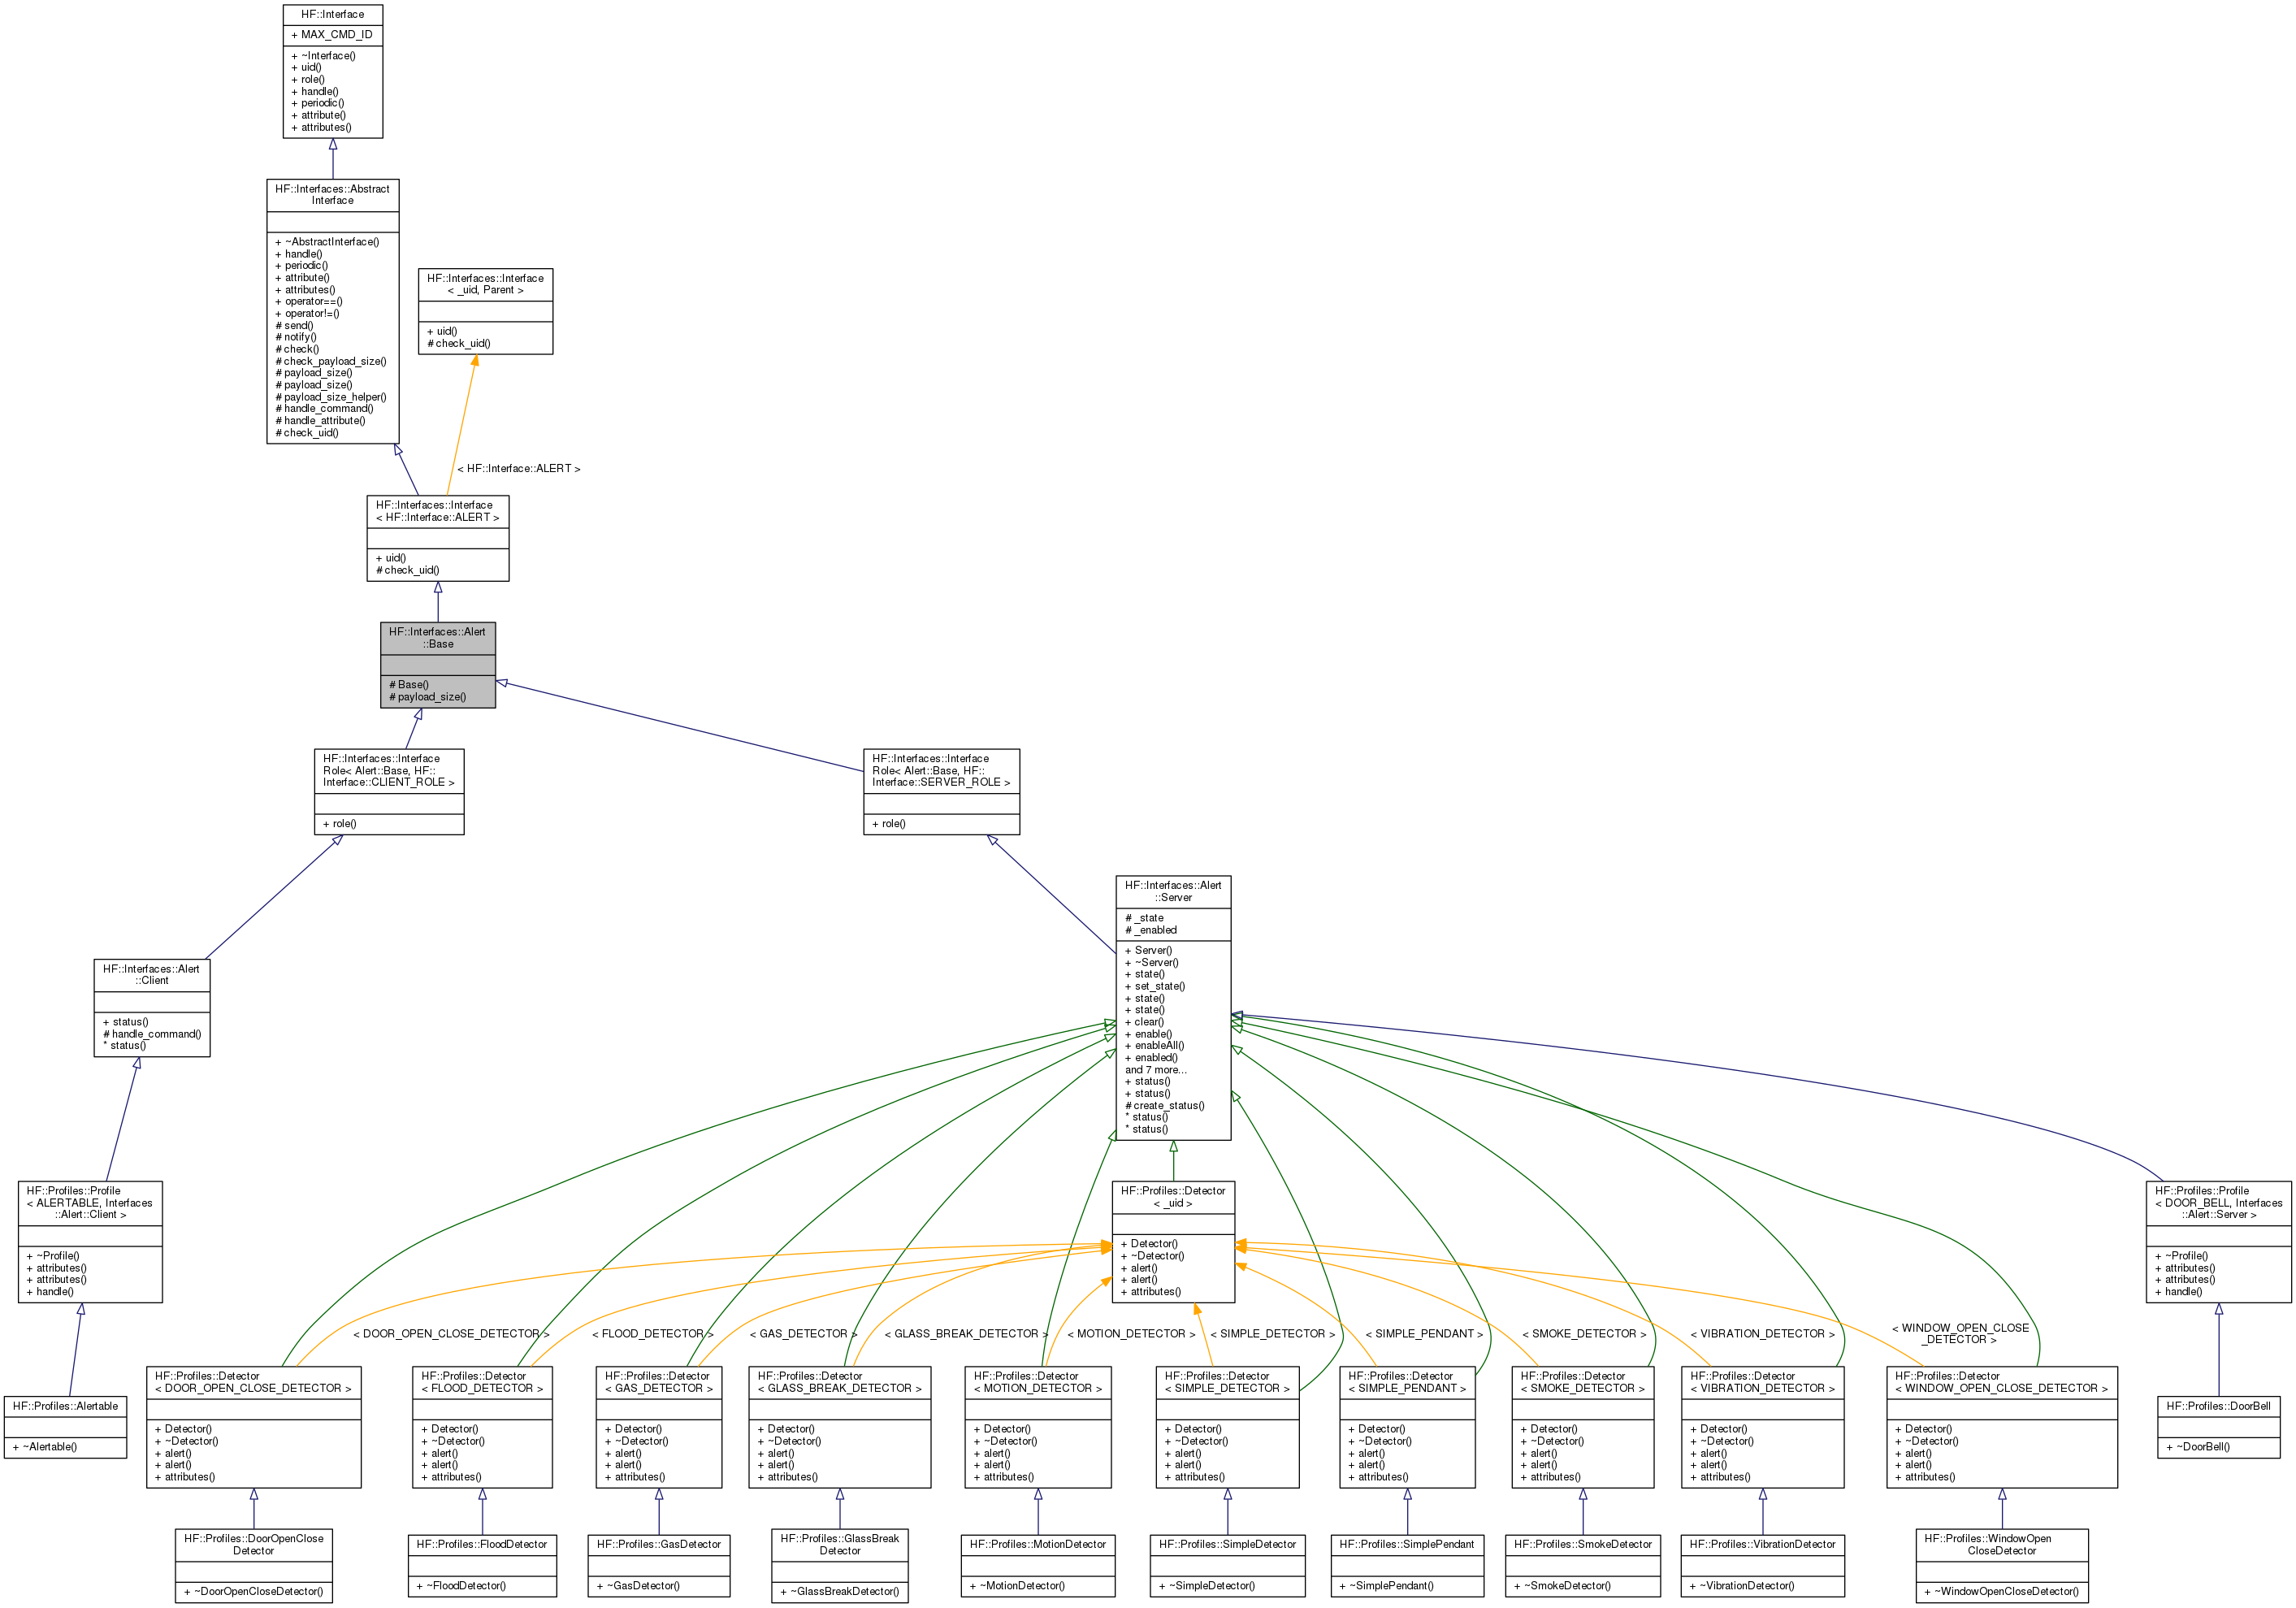 HF::Interface
+ MAX_CMD_ID
+ ~Interface()
+ uid()
+ role()
+ handle()
+ periodic()
+ attribute()
+ attributes()
HF::Interfaces::Abstract
Interface
+ ~AbstractInterface()
+ handle()
+ periodic()
+ attribute()
+ attributes()
+ operator==()
+ operator!=()
# send()
# notify()
# check()
# check_payload_size()
# payload_size()
# payload_size()
# payload_size_helper()
# handle_command()
# handle_attribute()
# check_uid()
HF::Interfaces::Interface
< _uid, Parent >
+ uid()
# check_uid()
< HF::Interface::ALERT >
HF::Interfaces::Interface
< HF::Interface::ALERT >
+ uid()
# check_uid()
HF::Interfaces::Alert
::Base
# Base()
# payload_size()
HF::Interfaces::Interface
Role< Alert::Base, HF::
Interface::CLIENT_ROLE >
+ role()
HF::Interfaces::Interface
Role< Alert::Base, HF::
Interface::SERVER_ROLE >
+ role()
HF::Interfaces::Alert
::Server
# _state
# _enabled
+ Server()
+ ~Server()
+ state()
+ set_state()
+ state()
+ state()
+ clear()
+ enable()
+ enableAll()
+ enabled()
and 7 more...
+ status()
+ status()
# create_status()
* status()
* status()
HF::Interfaces::Alert
::Client
+ status()
# handle_command()
* status()
HF::Profiles::Profile
< ALERTABLE, Interfaces
::Alert::Client >
+ ~Profile()
+ attributes()
+ attributes()
+ handle()
HF::Profiles::Detector
< _uid >
+ Detector()
+ ~Detector()
+ alert()
+ alert()
+ attributes()
HF::Profiles::Profile
< DOOR_BELL, Interfaces
::Alert::Server >
+ ~Profile()
+ attributes()
+ attributes()
+ handle()
< DOOR_OPEN_CLOSE_DETECTOR >
< FLOOD_DETECTOR >
< GAS_DETECTOR >
< GLASS_BREAK_DETECTOR >
< MOTION_DETECTOR >
< SIMPLE_DETECTOR >
< SIMPLE_PENDANT >
< SMOKE_DETECTOR >
< VIBRATION_DETECTOR >
< WINDOW_OPEN_CLOSE
_DETECTOR >
HF::Profiles::Alertable
+ ~Alertable()
HF::Profiles::Detector
< DOOR_OPEN_CLOSE_DETECTOR >
+ Detector()
+ ~Detector()
+ alert()
+ alert()
+ attributes()
HF::Profiles::Detector
< FLOOD_DETECTOR >
+ Detector()
+ ~Detector()
+ alert()
+ alert()
+ attributes()
HF::Profiles::Detector
< GAS_DETECTOR >
+ Detector()
+ ~Detector()
+ alert()
+ alert()
+ attributes()
HF::Profiles::Detector
< GLASS_BREAK_DETECTOR >
+ Detector()
+ ~Detector()
+ alert()
+ alert()
+ attributes()
HF::Profiles::Detector
< MOTION_DETECTOR >
+ Detector()
+ ~Detector()
+ alert()
+ alert()
+ attributes()
HF::Profiles::Detector
< SIMPLE_DETECTOR >
+ Detector()
+ ~Detector()
+ alert()
+ alert()
+ attributes()
HF::Profiles::Detector
< SIMPLE_PENDANT >
+ Detector()
+ ~Detector()
+ alert()
+ alert()
+ attributes()
HF::Profiles::Detector
< SMOKE_DETECTOR >
+ Detector()
+ ~Detector()
+ alert()
+ alert()
+ attributes()
HF::Profiles::Detector
< VIBRATION_DETECTOR >
+ Detector()
+ ~Detector()
+ alert()
+ alert()
+ attributes()
HF::Profiles::Detector
< WINDOW_OPEN_CLOSE_DETECTOR >
+ Detector()
+ ~Detector()
+ alert()
+ alert()
+ attributes()
HF::Profiles::DoorBell
+ ~DoorBell()
HF::Profiles::DoorOpenClose
Detector
+ ~DoorOpenCloseDetector()
HF::Profiles::FloodDetector
+ ~FloodDetector()
HF::Profiles::GasDetector
+ ~GasDetector()
HF::Profiles::GlassBreak
Detector
+ ~GlassBreakDetector()
HF::Profiles::MotionDetector
+ ~MotionDetector()
HF::Profiles::SimpleDetector
+ ~SimpleDetector()
HF::Profiles::SimplePendant
+ ~SimplePendant()
HF::Profiles::SmokeDetector
+ ~SmokeDetector()
HF::Profiles::VibrationDetector
+ ~VibrationDetector()
HF::Profiles::WindowOpen
CloseDetector
+ ~WindowOpenCloseDetector()